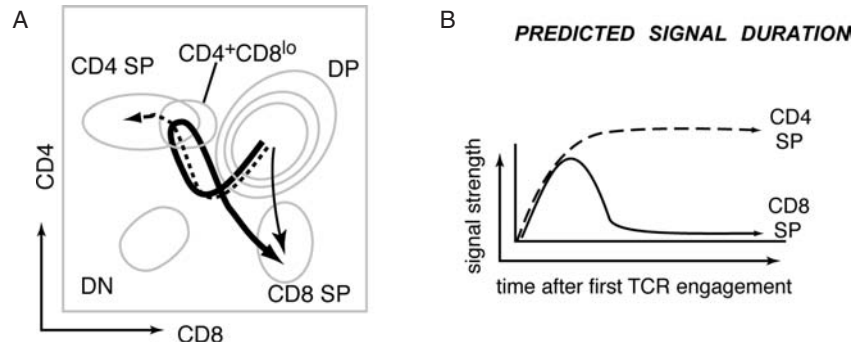 A
CD4 SP
CD4+CD8lo
DP
CD4
DN
CD8 SP
CD8
B
PREDICTED SIGNAL DURATION
signal strength
CD4
SP
CD8
SP
time after first TCR engagement